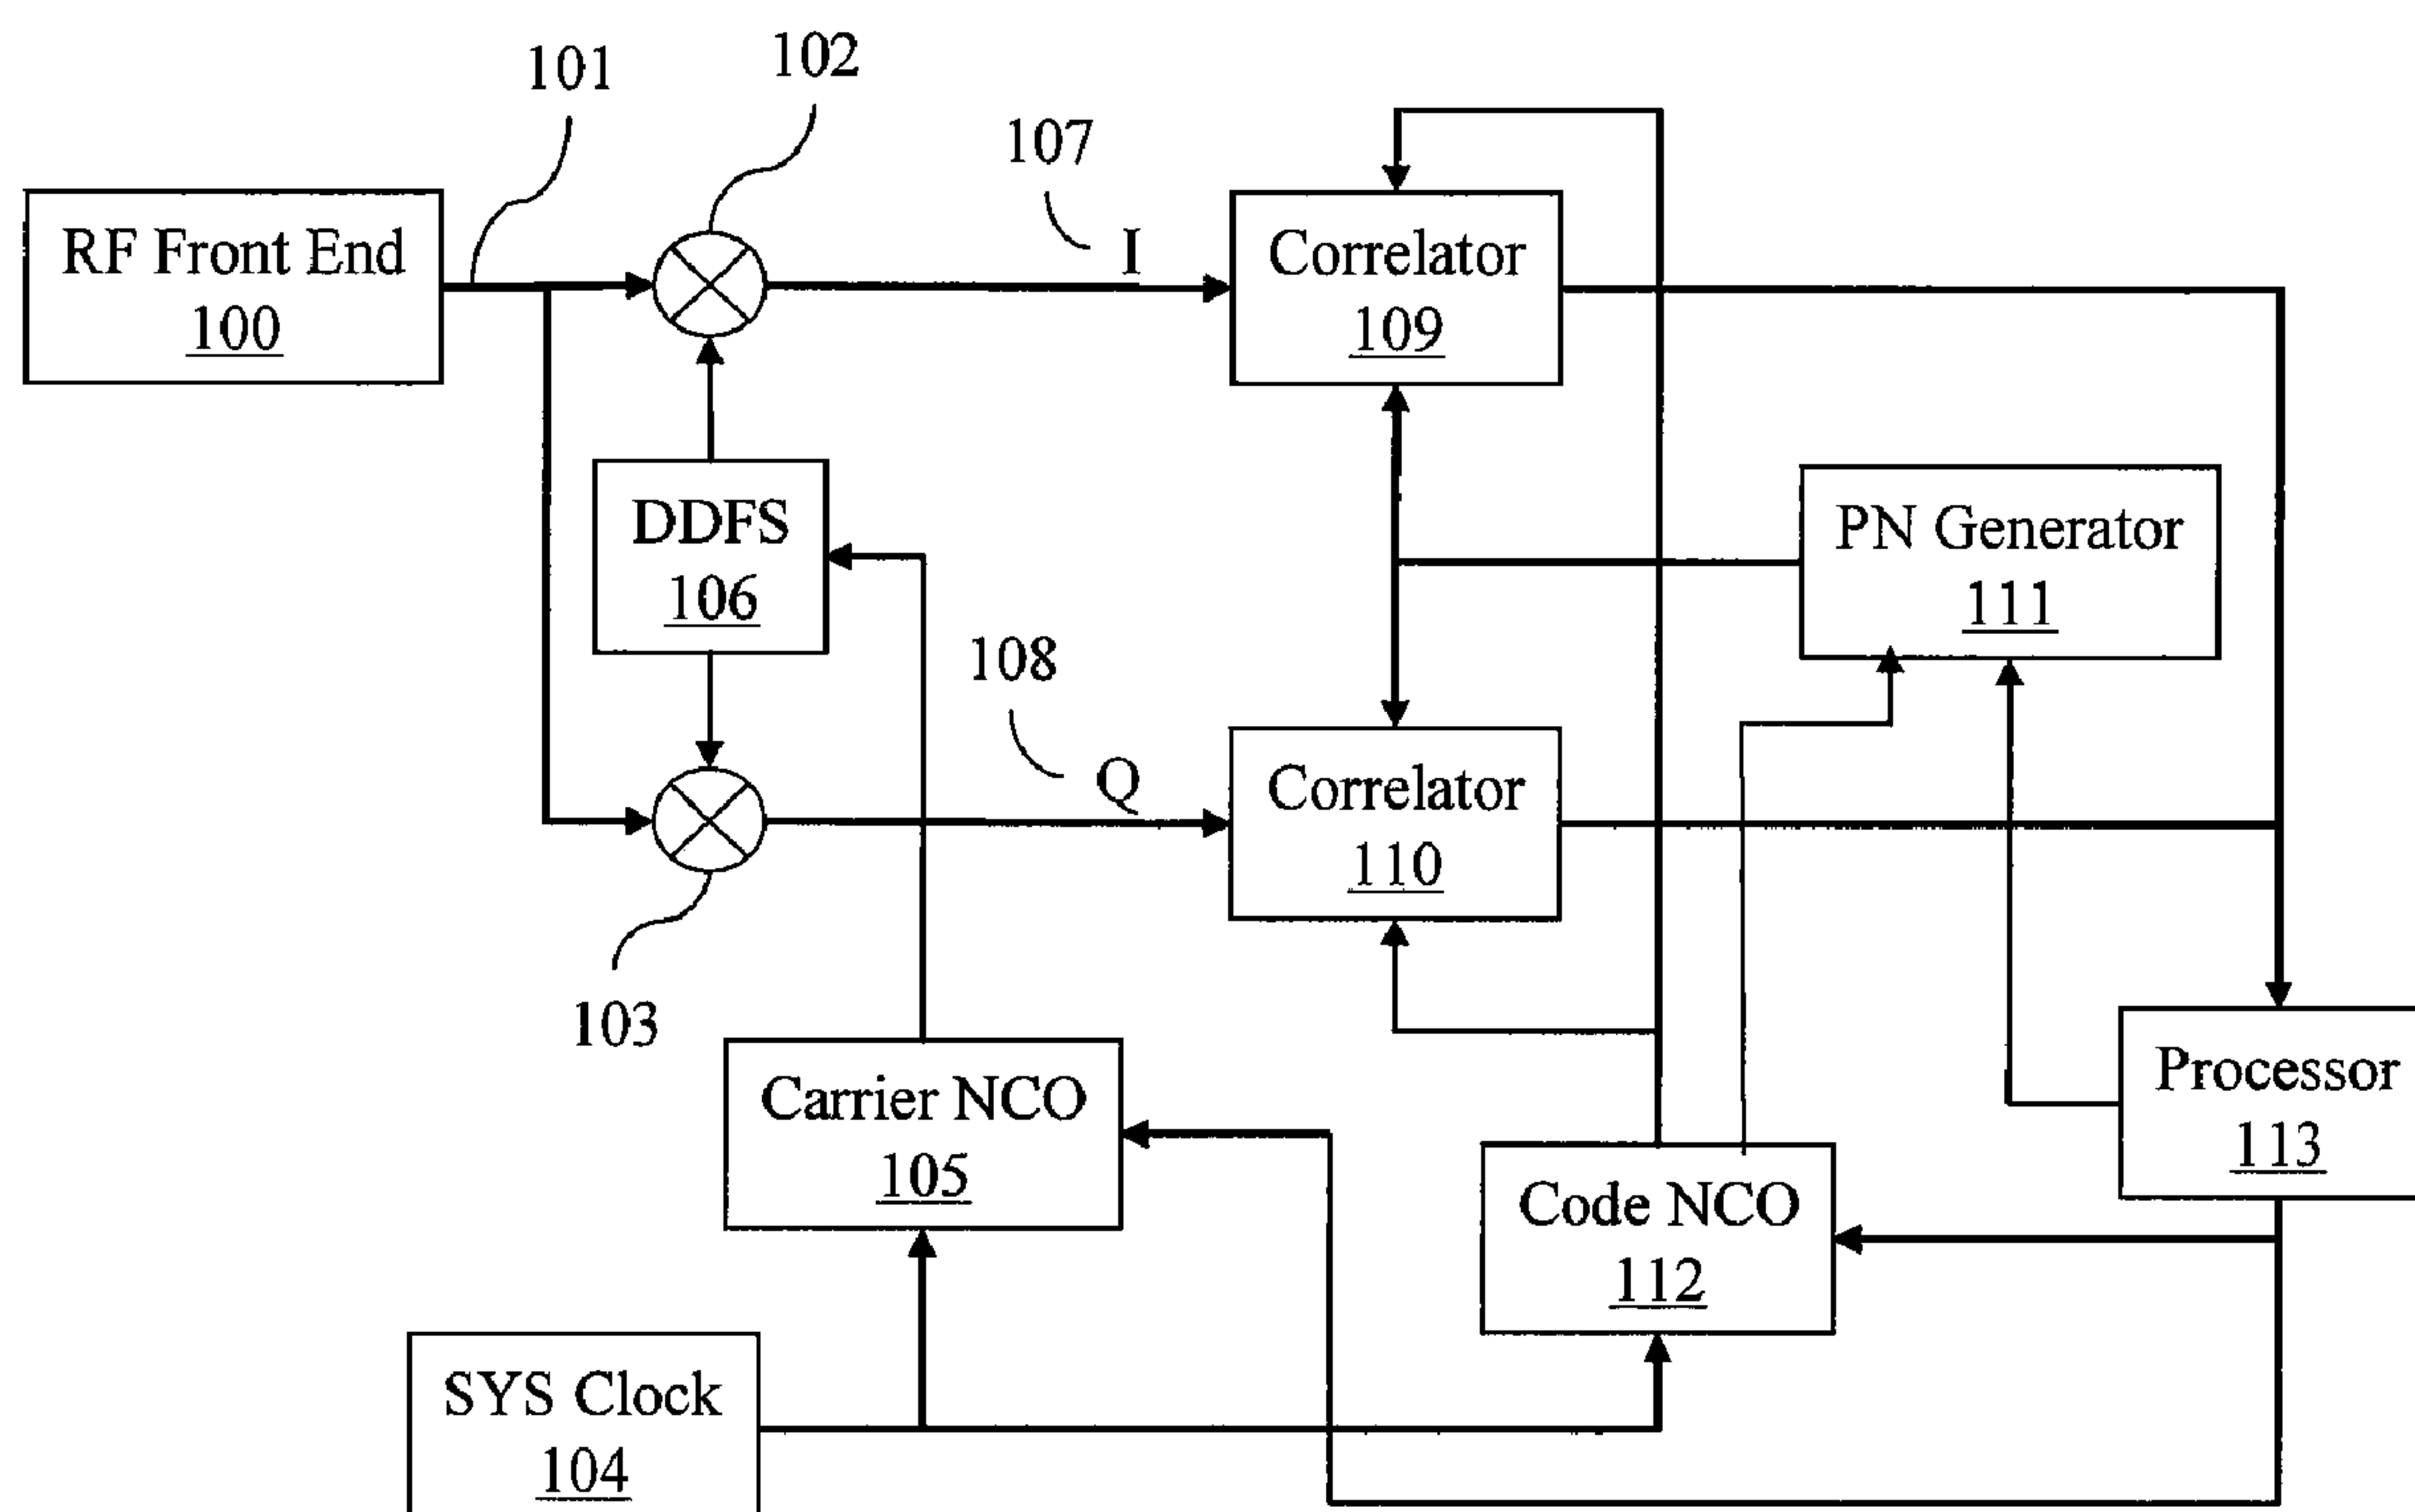 101
102
107
RF Front End
100
I
Correlator
109
DDFS
106
PN Generator
111
108
Q
Correlator
110
103
Carrier NCO
105
Processor
113
Code NCO
112
SYS Clock
104